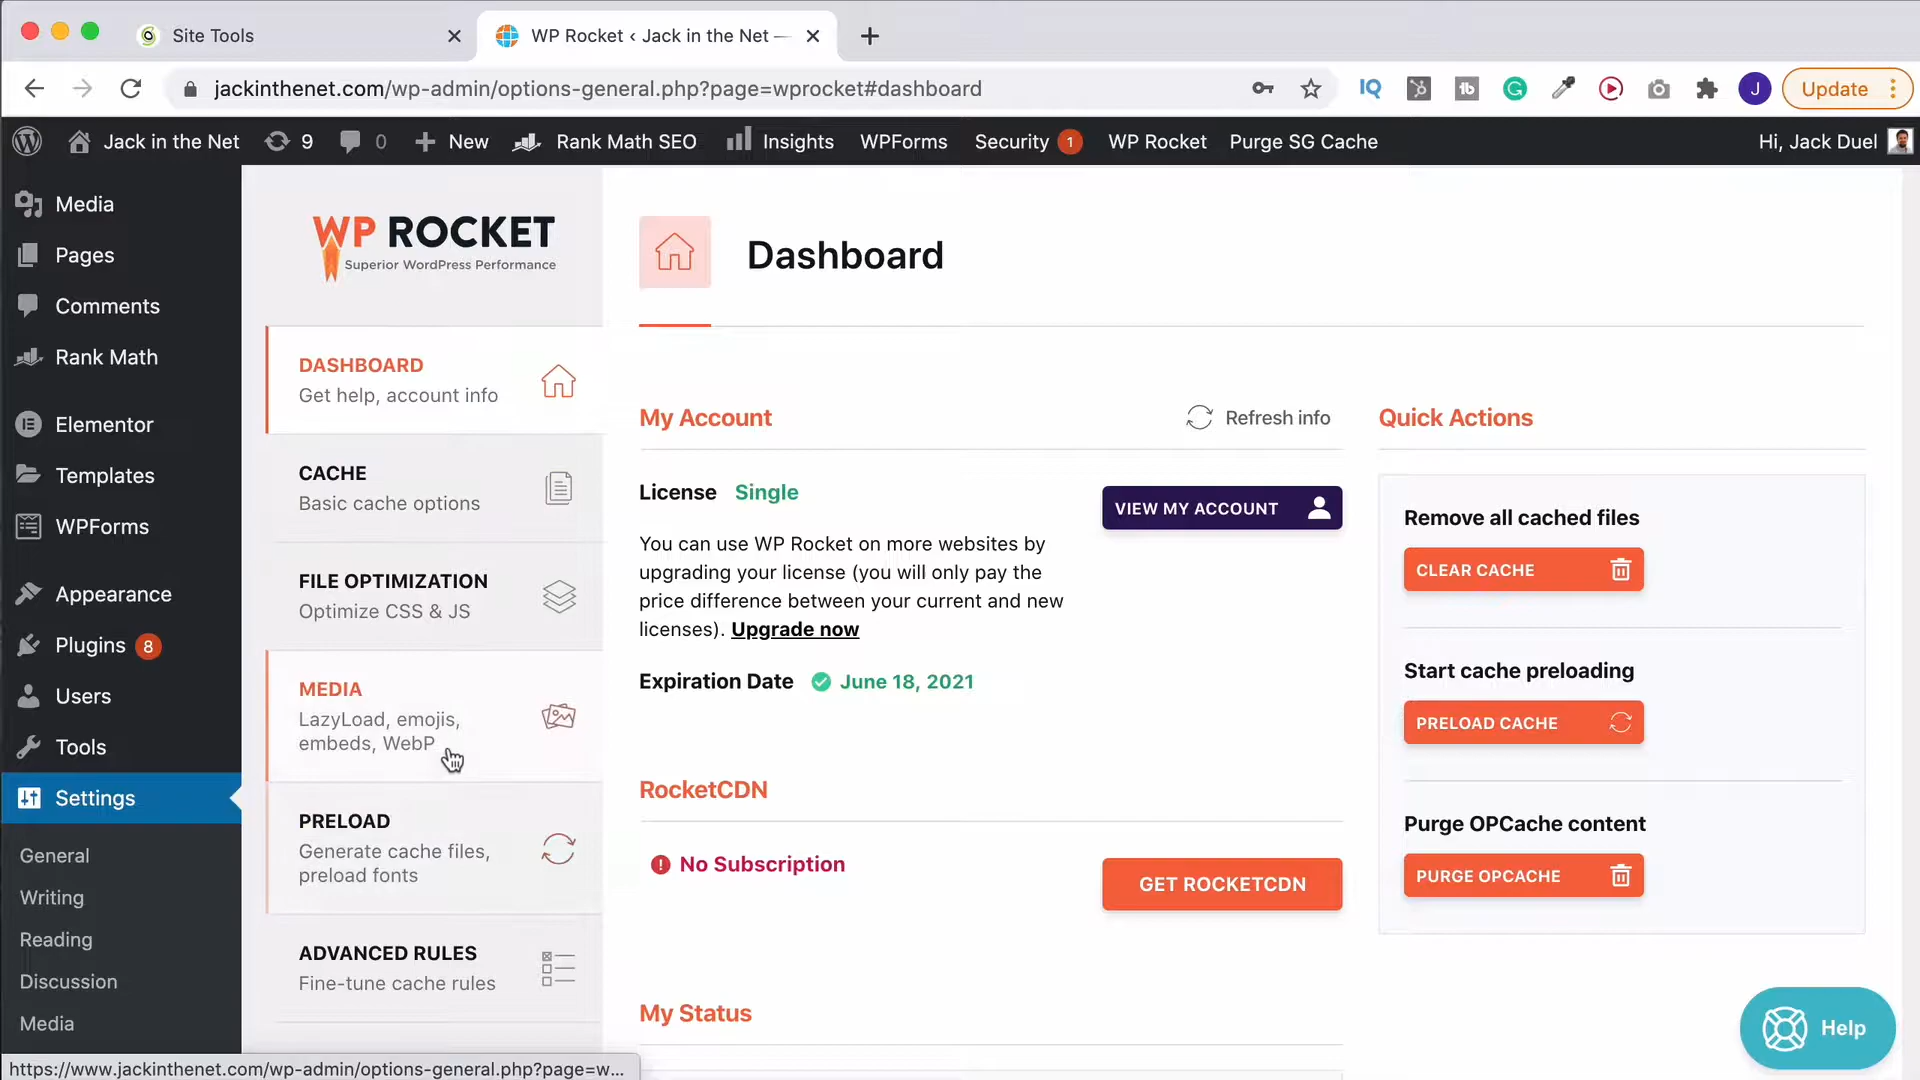 Site Tools
WP Rocket ‹ Jack in the Net —
jackinthenet.com/wp-admin/options-general.php?page=wprocket#dashboard
IQ
tb
J
Update
Jack in the Net
9
0
New
Rank Math SEO
Insights
WPForms
Security 1
WP Rocket
Purge SG Cache
Hi, Jack Duel
Media
Pages
Comments
Rank Math
Elementor
Templates
WPForms
Appearance
Plugins 8
Users
Tools
Settings
General
Writing
Reading
Discussion
Media
WP ROCKET
Superior WordPress Performance
DASHBOARD
Get help, account info
CACHE
Basic cache options
FILE OPTIMIZATION
Optimize CSS & JS
MEDIA
LazyLoad, emojis,
embeds, WebP
PRELOAD
Generate cache files,
preload fonts
ADVANCED RULES
Fine-tune cache rules
Dashboard
My Account
Refresh info
License Single
VIEW MY ACCOUNT
You can use WP Rocket on more websites by
upgrading your license (you will only pay the
price difference between your current and new
licenses). Upgrade now
Expiration Date June 18, 2021
RocketCDN
No Subscription
GET ROCKETCDN
My Status
Quick Actions
Remove all cached files
CLEAR CACHE
Start cache preloading
PRELOAD CACHE
Purge OPCache content
PURGE OPCACHE
Help
https://www.jackinthenet.com/wp-admin/options-general.php?page=w...